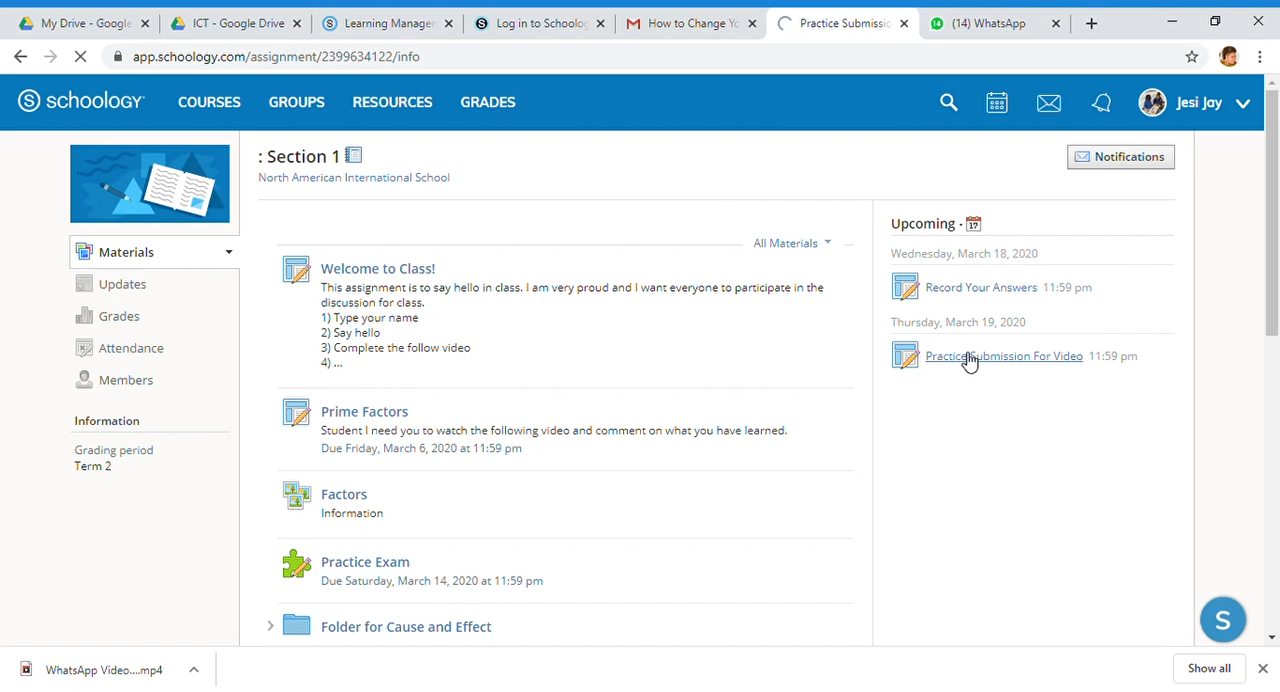 My Drive - Google
ICT - Google Drive
Learning Manage
Log in to Schoolog
How to Change Yo
Practice Submissio
(14) WhatsApp
app.schoology.com/assignment/2399634122/info
schoology
COURSES
GROUPS
RESOURCES
GRADES
Jesi Jay
: Section 1
North American International School
Notifications
Materials
Updates
Grades
Attendance
Members
Information
Grading period
Term 2
All Materials
Welcome to Class!
This assignment is to say hello in class. I am very proud and I want everyone to participate in the
discussion for class.
1) Type your name
2) Say hello
3) Complete the follow video
4) ...
Prime Factors
Student I need you to watch the following video and comment on what you have learned.
Due Friday, March 6, 2020 at 11:59 pm
Factors
Information
Practice Exam
Due Saturday, March 14, 2020 at 11:59 pm
Folder for Cause and Effect
Upcoming - 17
Wednesday, March 18, 2020
Record Your Answers 11:59 pm
Thursday, March 19, 2020
Practice Submission For Video 11:59 pm
S
WhatsApp Video....mp4
Show all